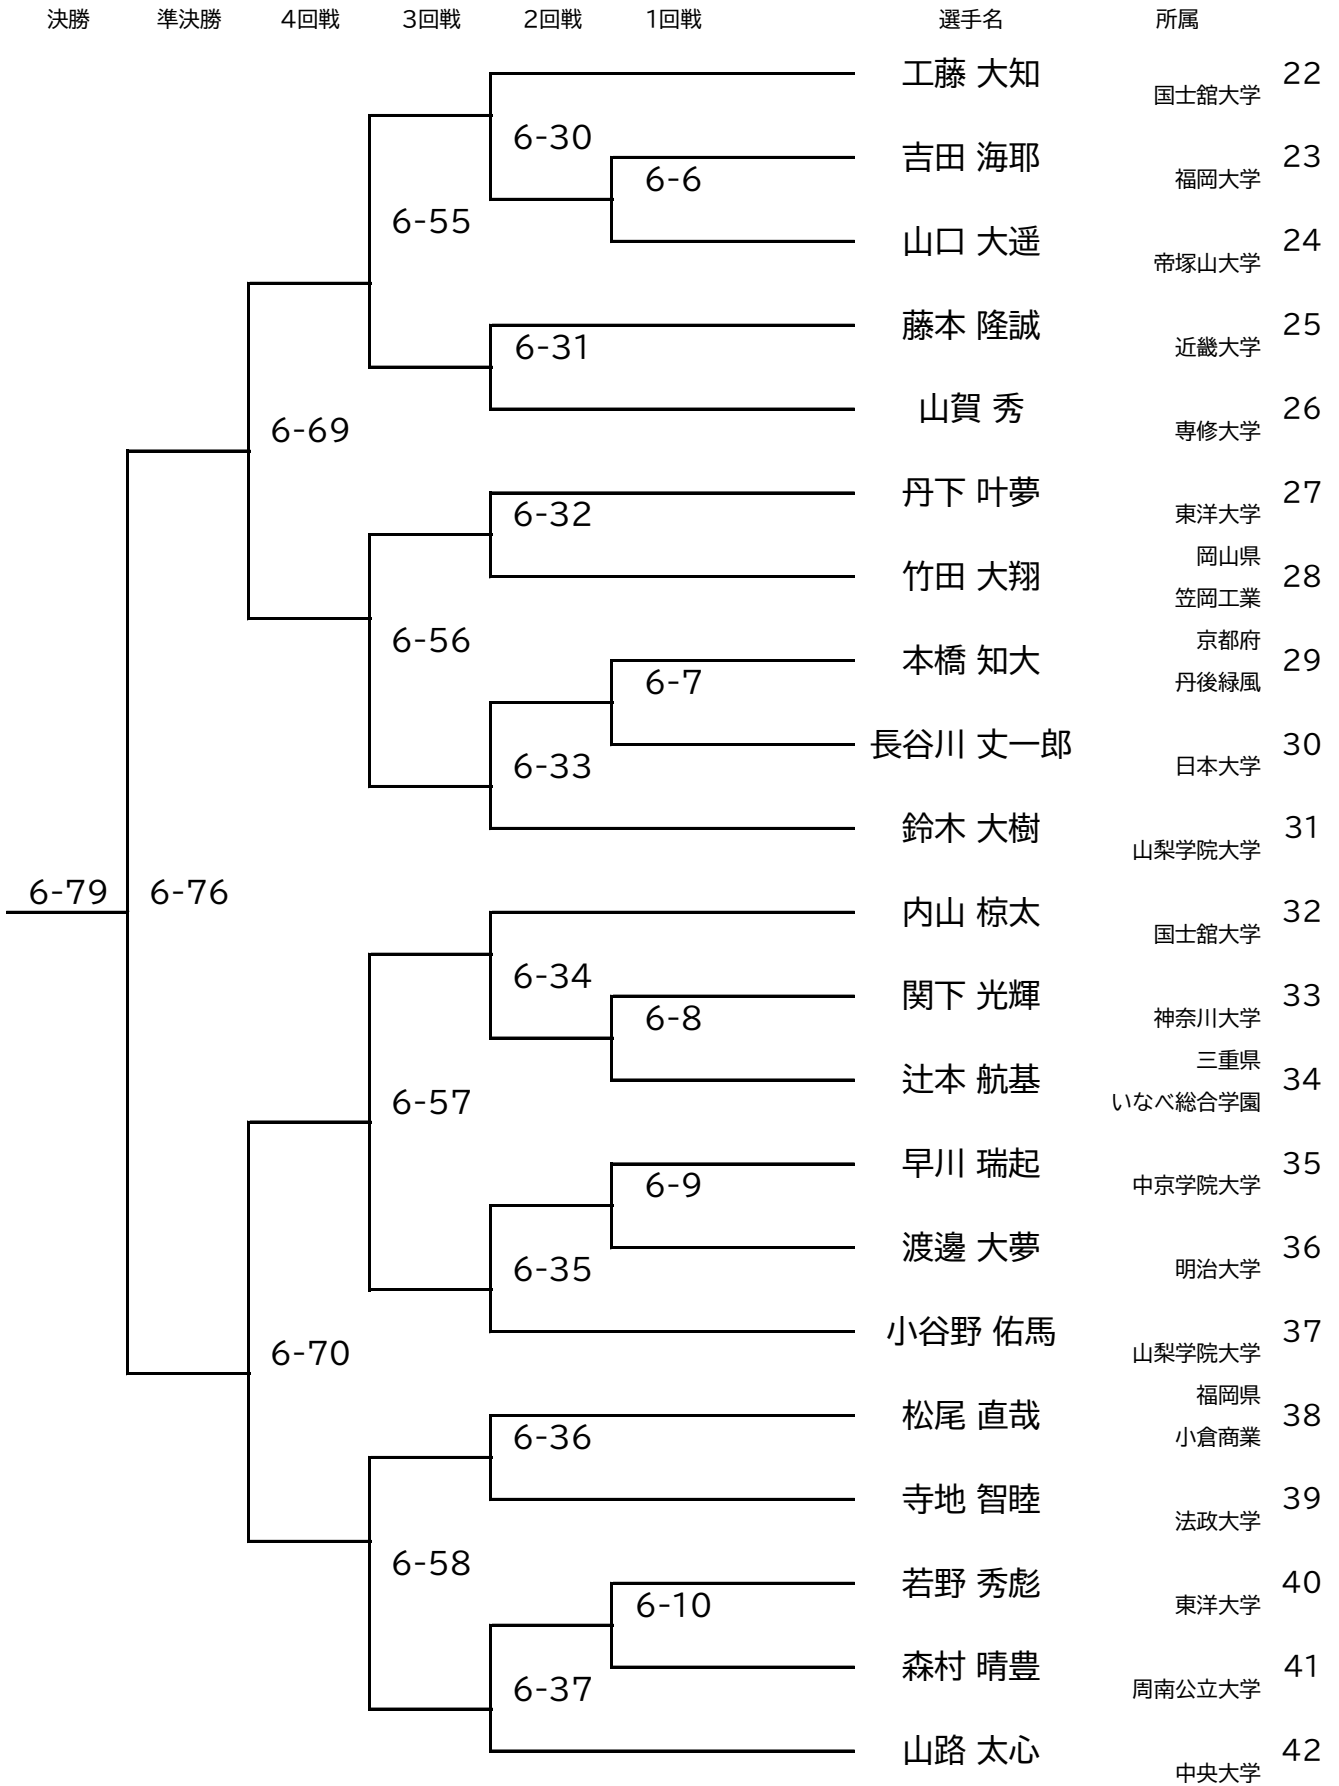 決勝 準決勝 4回戦 3回戦 2回戦 1回戦 選手名 所属
工藤 大知 22
国士舘大学
6-30
吉田 海耶 23
6-6 福岡大学
6-55
山口 大遥 24
帝塚山大学
藤本 隆誠 25
6-31 近畿大学
山賀 秀 26
6-69 専修大学
丹下 叶夢 27
6-32 東洋大学
岡山県
竹田 大翔 28
笠岡工業
6-56 京都府
本橋 知大 29
6-7 丹後緑風
長谷川 丈一郎 30
6-33 日本大学
鈴木 大樹 31
山梨学院大学
6-79 6-76
内山 椋太 32
国士舘大学
6-34
関下 光輝 33
6-8 神奈川大学
三重県
辻本 航基 34
6-57 いなべ総合学園
早川 瑞起 35
6-9 中京学院大学
渡邊 大夢 36
6-35 明治大学
小谷野 佑馬 37
6-70 山梨学院大学
福岡県
松尾 直哉 38
6-36 小倉商業
寺地 智睦 39
法政大学
6-58
若野 秀彪 40
6-10 東洋大学
森村 晴豊 41
6-37 周南公立大学
山路 太心 42
中央大学